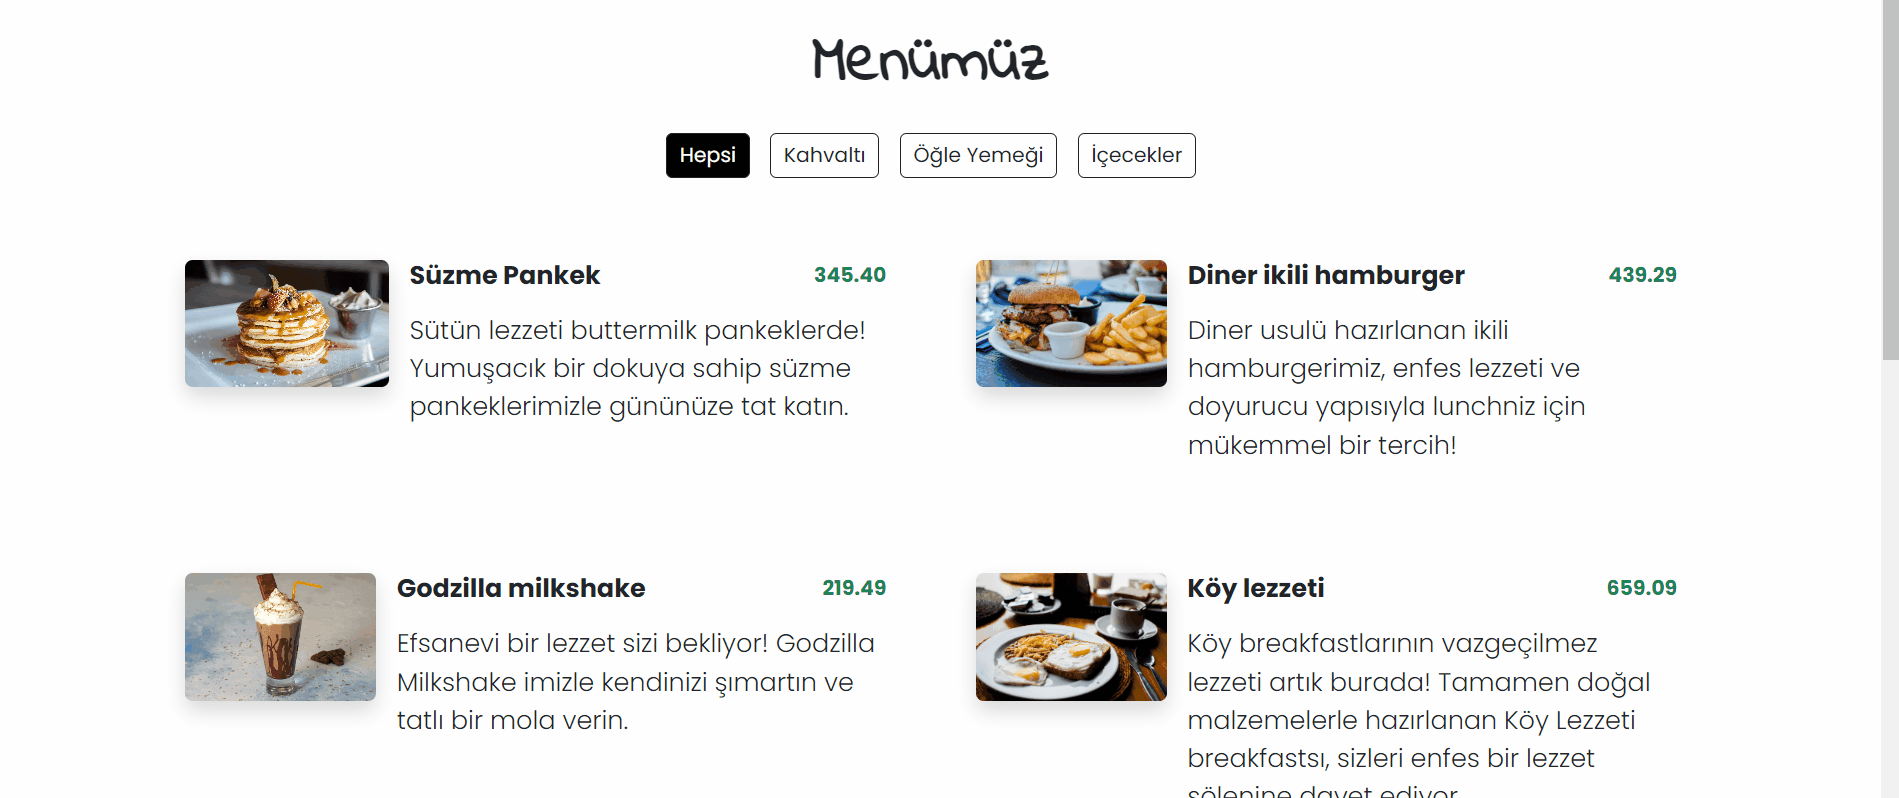 Menümüz
Hepsi Kahvaltı Öğle Yemeği İçecekler
Süzme Pankek 345.40
Sütün lezzeti buttermilk pankeklerde!
Yumuşacık bir dokuya sahip süzme
pankeklerimizle gününüze tat katın.
Diner ikili hamburger 439.29
Diner usulü hazırlanan ikili
hamburgerimiz, enfes lezzeti ve
doyurucu yapısıyla lunchniz için
mükemmel bir tercih!
Godzilla milkshake 219.49
Efsanevi bir lezzet sizi bekliyor! Godzilla
Milkshake imizle kendinizi şımartın ve
tatlı bir mola verin.
Köy lezzeti 659.09
Köy breakfastlarının vazgeçilmez
lezzeti artık burada! Tamamen doğal
malzemelerle hazırlanan Köy Lezzeti
breakfastsı, sizleri enfes bir lezzet
şölenine davet ediyor